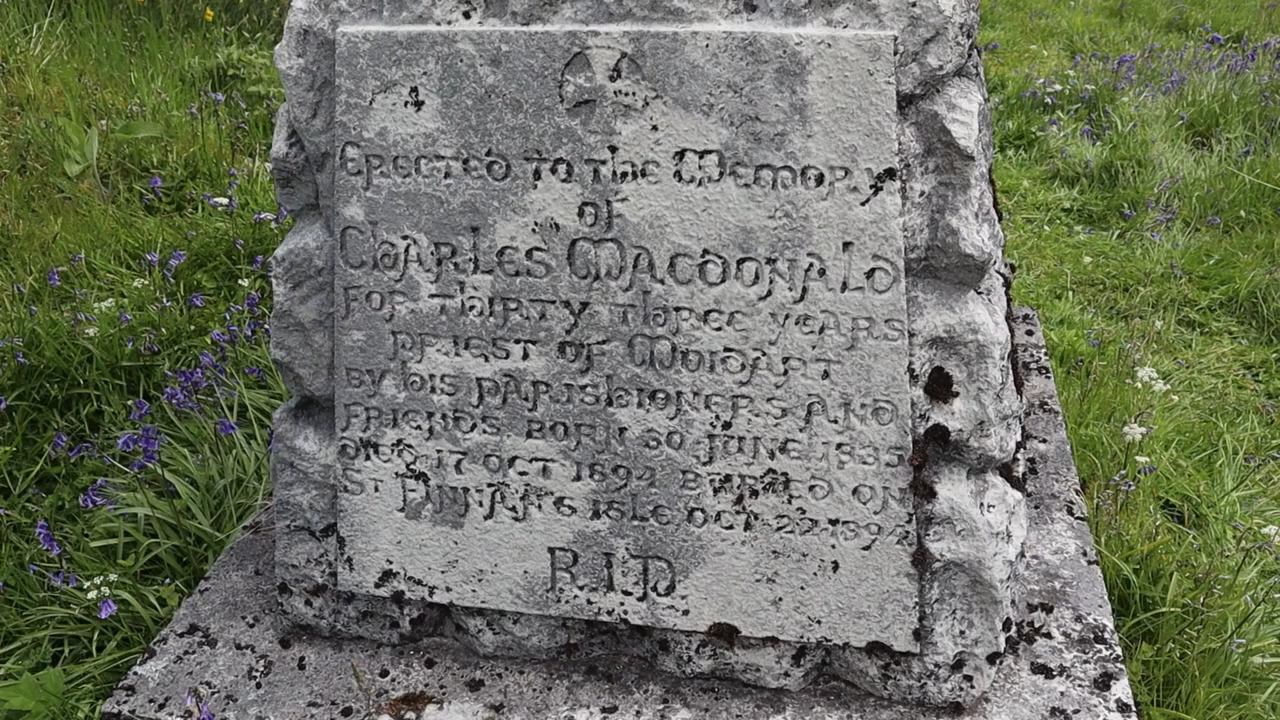 Erected to the Memory
of
Charles Macdonald
for thirty three years
priest of Moidart
by his parishioners and
friends. Born 30 June 1835
died 17 Oct 1894 Buried on
St Finnan's Isle Oct 22 1894
R.I.P